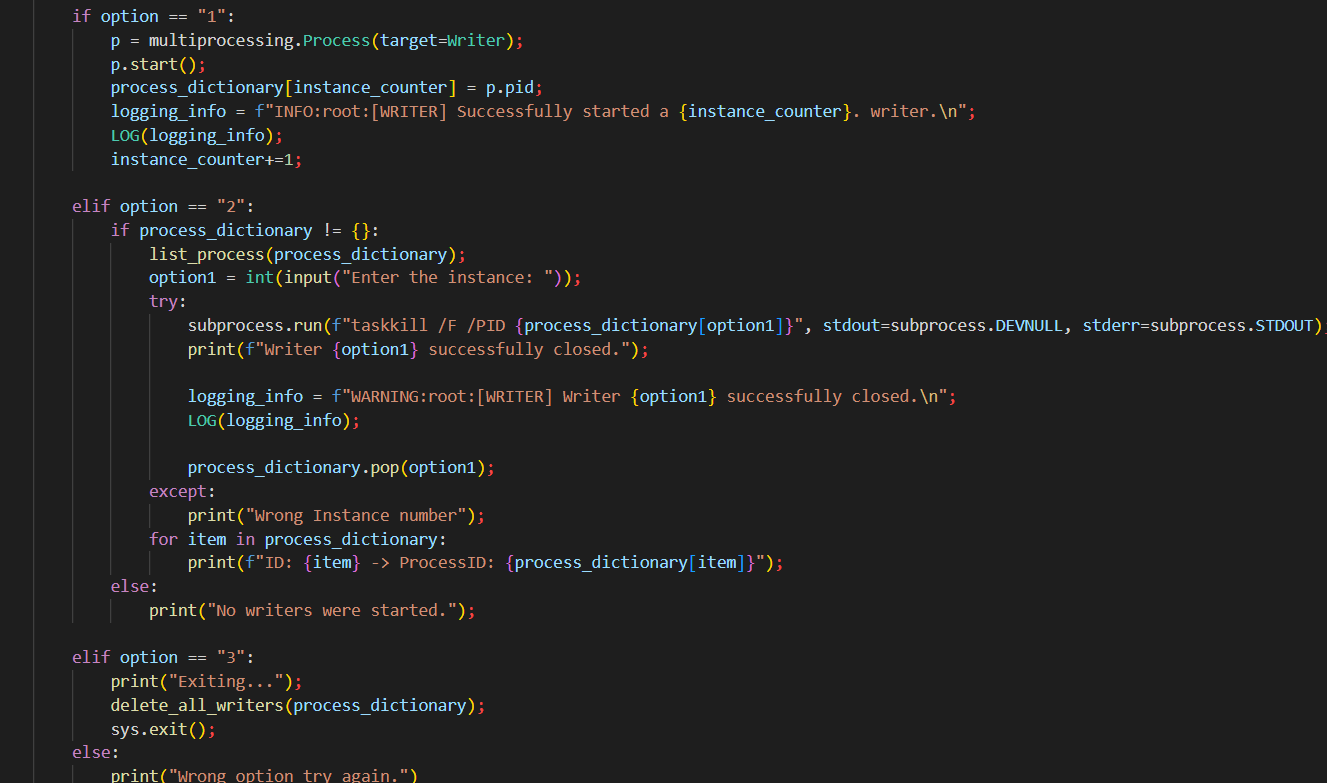 if option == "1":
p = multiprocessing.Process(target=Writer);
p.start();
process_dictionary[instance_counter] = p.pid;
logging_info = f"INFO:root:[WRITER] Successfully started a {instance_counter}. writer.\n";
LOG(logging_info);
instance_counter+=1;
elif option == "2":
if process_dictionary != {}:
list_process(process_dictionary);
option1 = int(input("Enter the instance: "));
try:
subprocess.run(f"taskkill /F /PID {process_dictionary[option1]}", stdout=subprocess.DEVNULL, stderr=subprocess.STDOUT)
print(f"Writer {option1} successfully closed.");
logging_info = f"WARNING:root:[WRITER] Writer {option1} successfully closed.\n";
LOG(logging_info);
process_dictionary.pop(option1);
except:
print("Wrong Instance number");
for item in process_dictionary:
print(f"ID: {item} -> ProcessID: {process_dictionary[item]}");
else:
print("No writers were started.");
elif option == "3":
print("Exiting...");
delete_all_writers(process_dictionary);
sys.exit();
else:
print("Wrong option try again.")